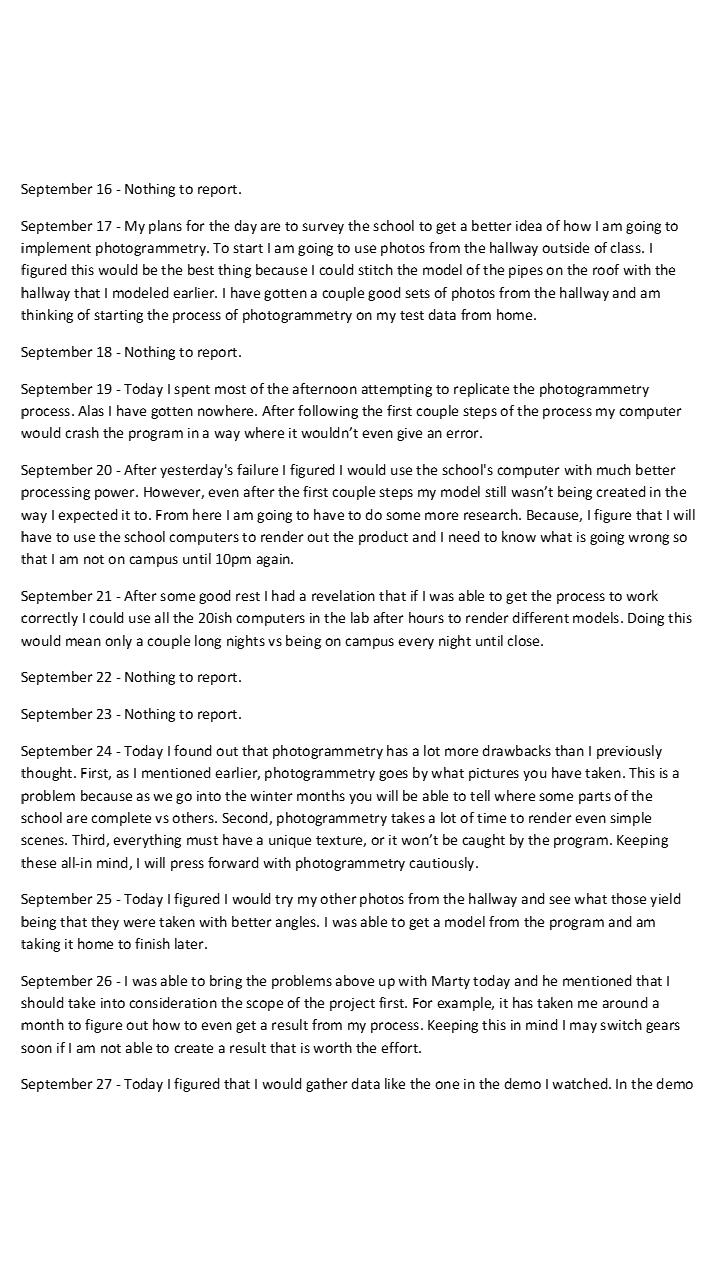 September 16 - Nothing to report.
September 17 - My plans for the day are to survey the school to get a better idea of how I am going to
implement photogrammetry. To start I am going to use photos from the hallway outside of class. I
figured this would be the best thing because I could stitch the model of the pipes on the roof with the
hallway that I modeled earlier. I have gotten a couple good sets of photos from the hallway and am
thinking of starting the process of photogrammetry on my test data from home.
September 18 - Nothing to report.
September 19 - Today I spent most of the afternoon attempting to replicate the photogrammetry
process. Alas I have gotten nowhere. After following the first couple steps of the process my computer
would crash the program in a way where it wouldn’t even give an error.
September 20 - After yesterday's failure I figured I would use the school's computer with much better
processing power. However, even after the first couple steps my model still wasn’t being created in the
way I expected it to. From here I am going to have to do some more research. Because, I figure that I will
have to use the school computers to render out the product and I need to know what is going wrong so
that I am not on campus until 10pm again.
September 21 - After some good rest I had a revelation that if I was able to get the process to work
correctly I could use all the 20ish computers in the lab after hours to render different models. Doing this
would mean only a couple long nights vs being on campus every night until close.
September 22 - Nothing to report.
September 23 - Nothing to report.
September 24 - Today I found out that photogrammetry has a lot more drawbacks than I previously
thought. First, as I mentioned earlier, photogrammetry goes by what pictures you have taken. This is a
problem because as we go into the winter months you will be able to tell where some parts of the
school are complete vs others. Second, photogrammetry takes a lot of time to render even simple
scenes. Third, everything must have a unique texture, or it won’t be caught by the program. Keeping
these all-in mind, I will press forward with photogrammetry cautiously.
September 25 - Today I figured I would try my other photos from the hallway and see what those yield
being that they were taken with better angles. I was able to get a model from the program and am
taking it home to finish later.
September 26 - I was able to bring the problems above up with Marty today and he mentioned that I
should take into consideration the scope of the project first. For example, it has taken me around a
month to figure out how to even get a result from my process. Keeping this in mind I may switch gears
soon if I am not able to create a result that is worth the effort.
September 27 - Today I figured that I would gather data like the one in the demo I watched. In the demo